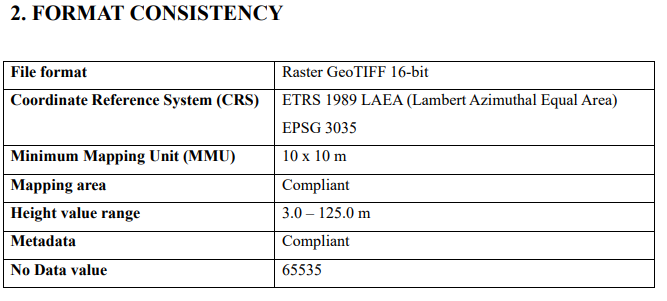 2. FORMAT CONSISTENCY
File format Raster GeoTIFF 16-bit
Coordinate Reference System (CRS) ETRS 1989 LAEA (Lambert Azimuthal Equal Area)
EPSG 3035
Minimum Mapping Unit (MMU) 10 x 10 m
Mapping area Compliant
Height value range 3.0 – 125.0 m
Metadata Compliant
No Data value 65535